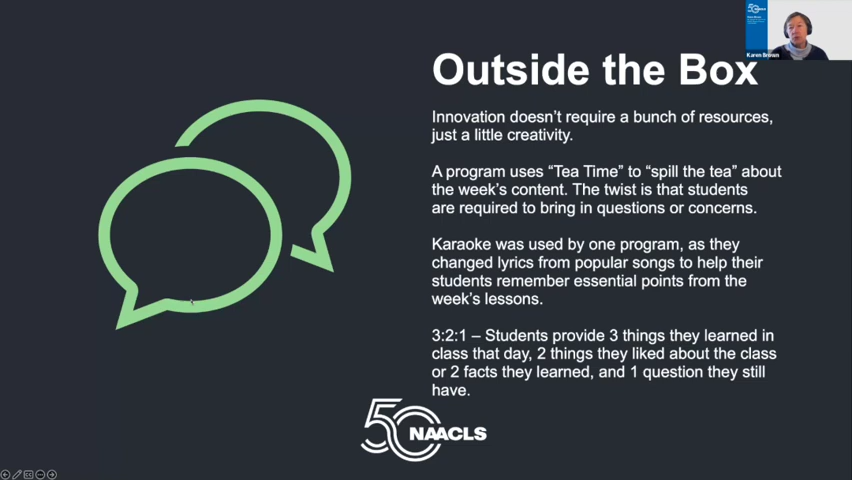 Outside the Box
Innovation doesn’t require a bunch of resources,
just a little creativity.
A program uses “Tea Time” to “spill the tea” about
the week’s content. The twist is that students
are required to bring in questions or concerns.
Karaoke was used by one program, as they
changed lyrics from popular songs to help their
students remember essential points from the
week’s lessons.
3:2:1 – Students provide 3 things they learned in
class that day, 2 things they liked about the class
or 2 facts they learned, and 1 question they still
have.
50 NAACLS
50 NAACLS
Karen Brown